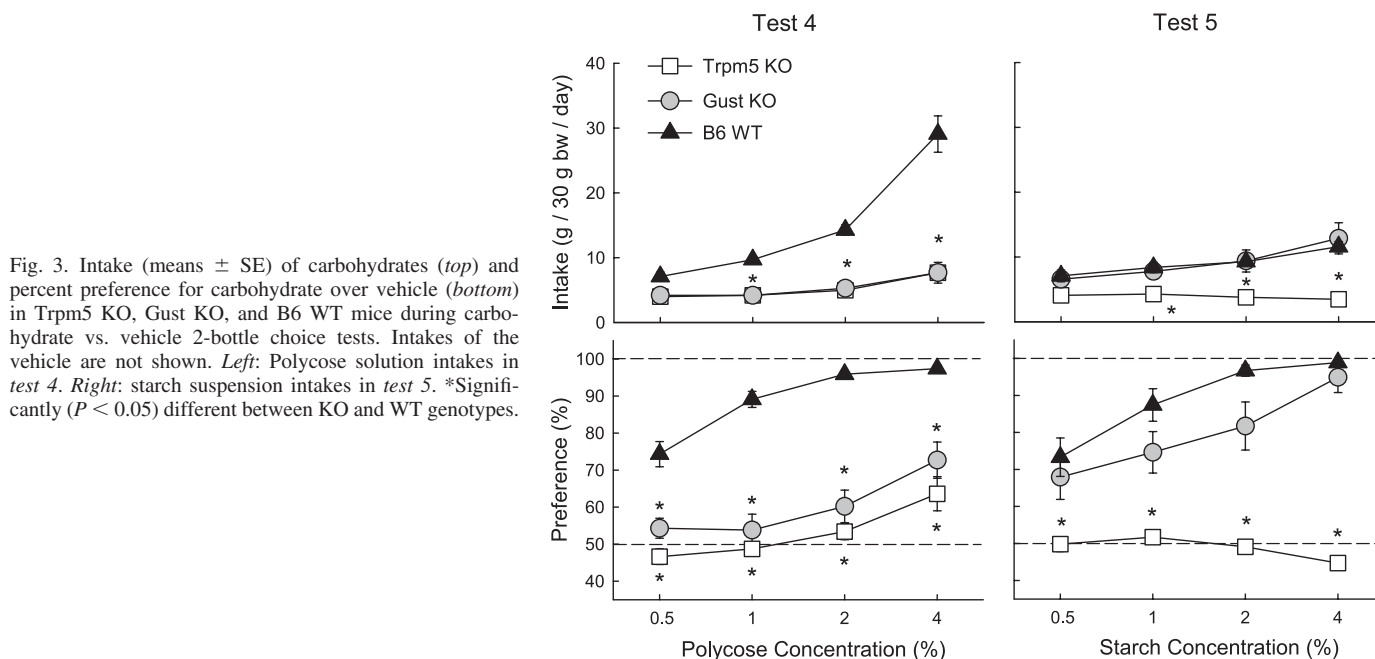 Test 4
Test 5
Trpm5 KO
Gust KO
B6 WT
Intake (g / 30 g bw / day)
40
30
20
10
0
*
*
*
*
*
*
Fig. 3. Intake (means ± SE) of carbohydrates (top) and
percent preference for carbohydrate over vehicle (bottom)
in Trpm5 KO, Gust KO, and B6 WT mice during carbo-
hydrate vs. vehicle 2-bottle choice tests. Intakes of the
vehicle are not shown. Left: Polycose solution intakes in
test 4. Right: starch suspension intakes in test 5. *Signifi-
cantly (P < 0.05) different between KO and WT genotypes.
Preference (%)
100
90
80
70
60
50
40
*
*
*
*
*
*
*
*
*
*
*
*
0.5 1 2 4
0.5 1 2 4
Polycose Concentration (%)
Starch Concentration (%)